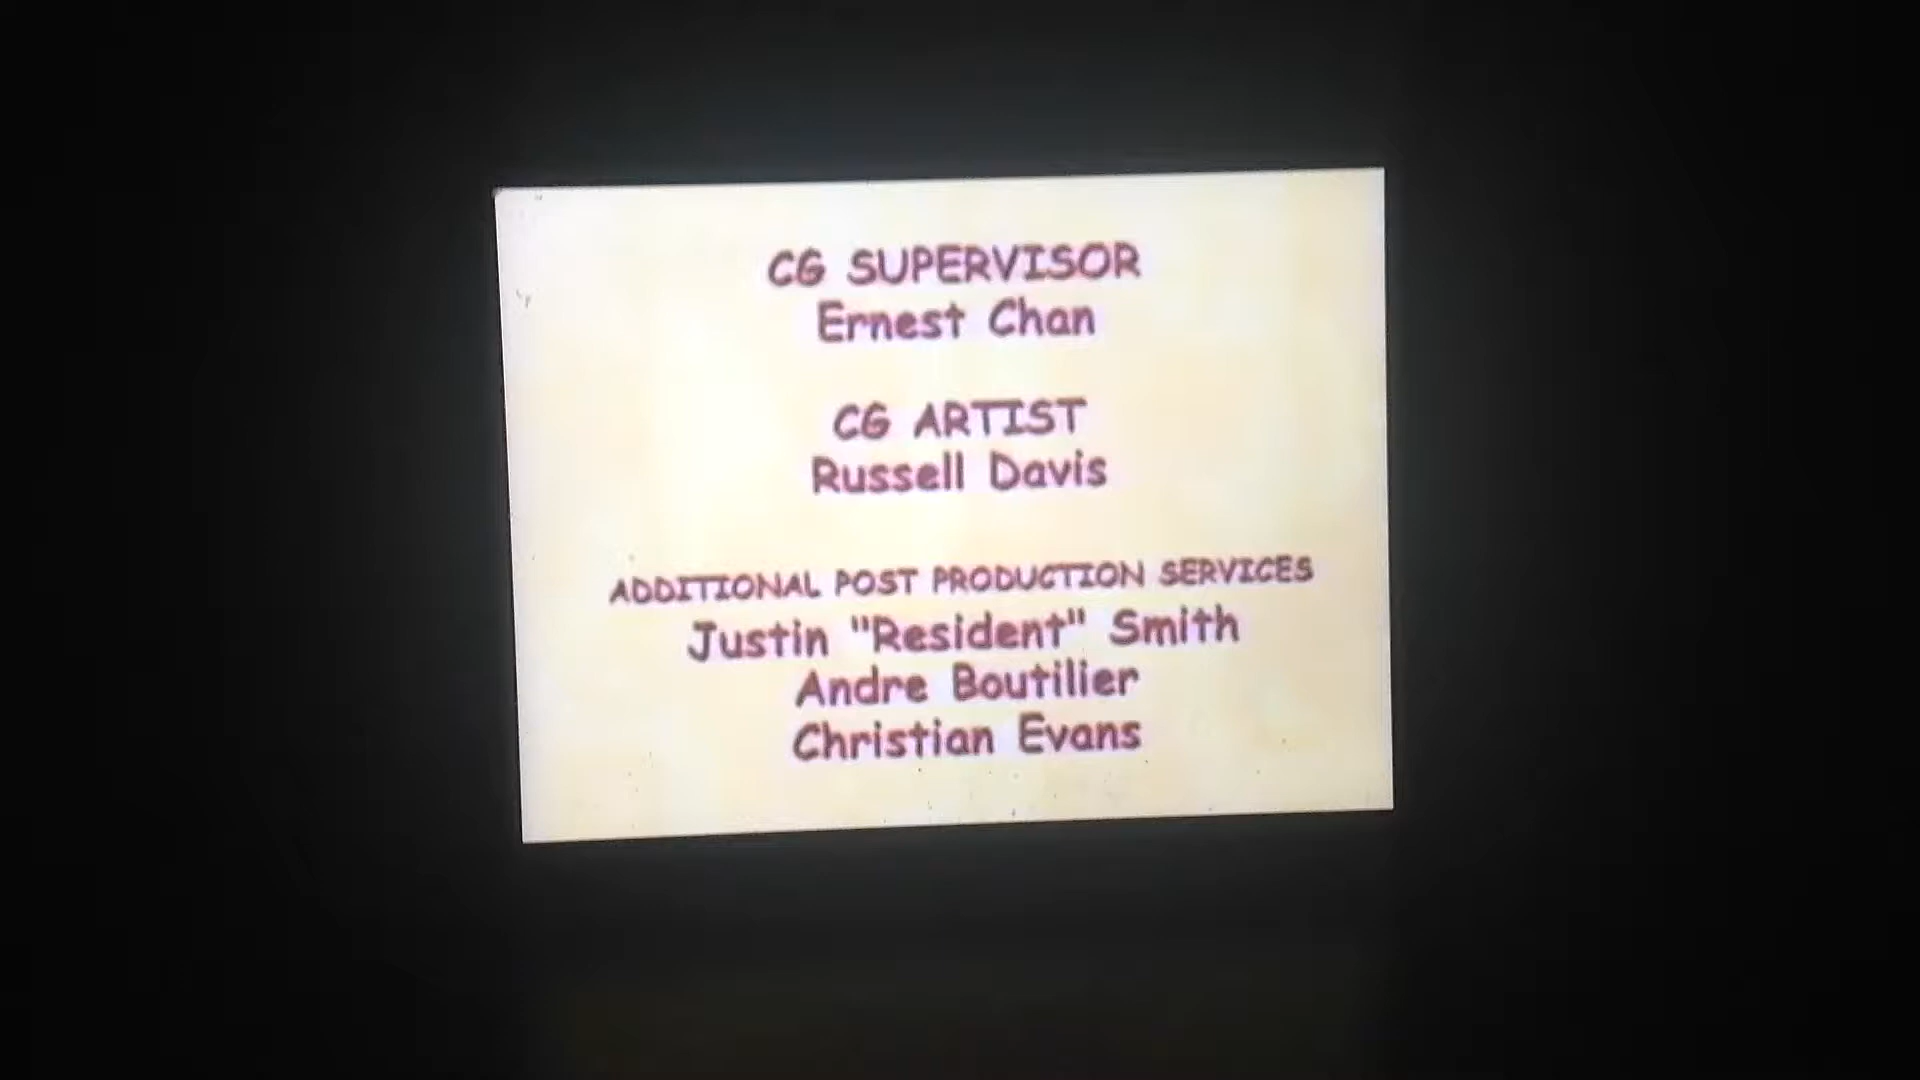 CG SUPERVISOR
Ernest Chan
CG ARTIST
Russell Davis
ADDITIONAL POST PRODUCTION SERVICES
Justin "Resident" Smith
Andre Boutilier
Christian Evans